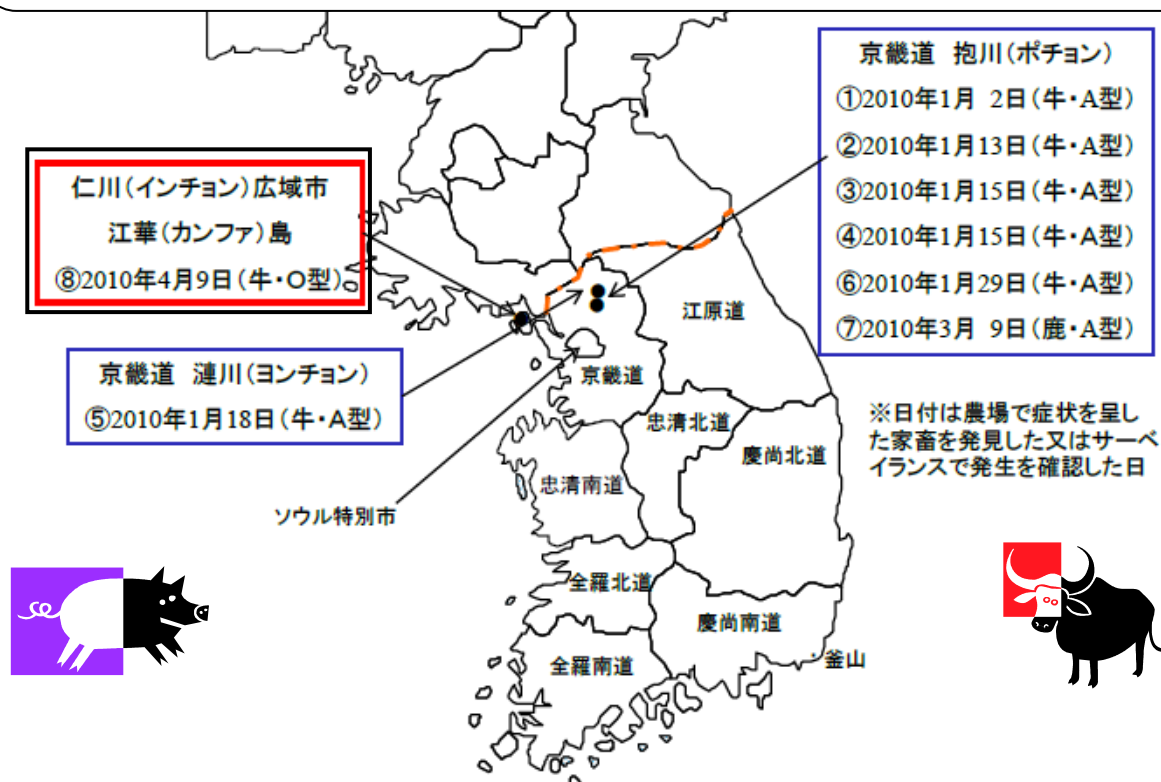 京畿道 抱川(ポチョン)
①2010年1月 2日(牛・A型)
②2010年1月13日(牛・A型)
③2010年1月15日(牛・A型)
④2010年1月15日(牛・A型)
⑥2010年1月29日(牛・A型)
⑦2010年3月 9日(鹿・A型)
仁川(インチョン)広域市
江華(カンファ)島
⑧2010年4月9日(牛・O型)
京畿道 漣川(ヨンチョン)
⑤2010年1月18日(牛・A型)
ソウル特別市
江原道
京畿道
忠清北道
慶尚北道
忠清南道
全羅北道
慶尚南道
全羅南道
釜山
※日付は農場で症状を呈し
た家畜を発見した又はサーベ
イランスで発生を確認した日